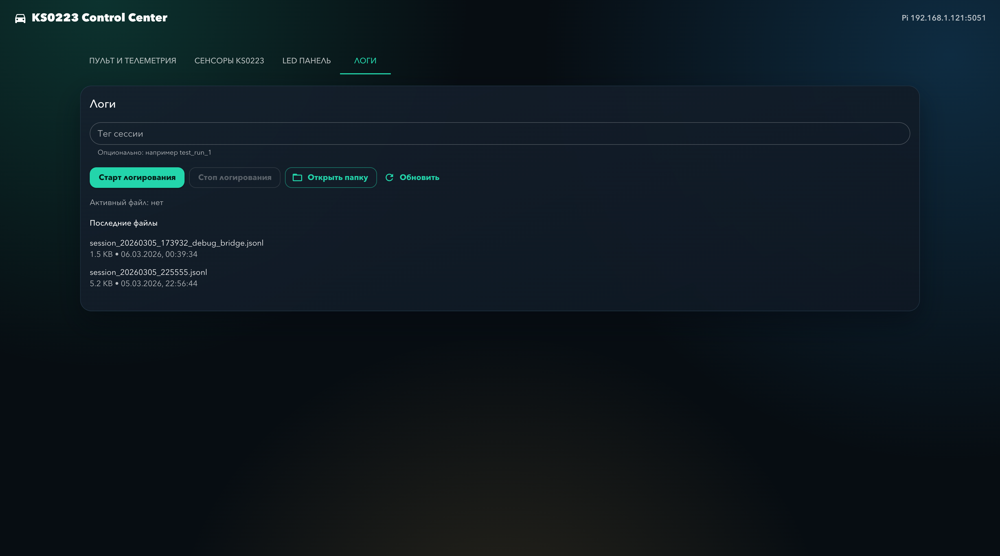 KS0223 Control Center
Pi 192.168.1.121:5051
ПУЛЬТ И ТЕЛЕМЕТРИЯ
СЕНСОРЫ KS0223
LED ПАНЕЛЬ
ЛОГИ
Логи
Тег сессии
Опционально: например test_run_1
Старт логирования
Стоп логирования
Открыть папку
Обновить
Активный файл: нет
Последние файлы
session_20260305_173932_debug_bridge.jsonl
1.5 KB • 06.03.2026, 00:39:34
session_20260305_225555.jsonl
5.2 KB • 05.03.2026, 22:56:44